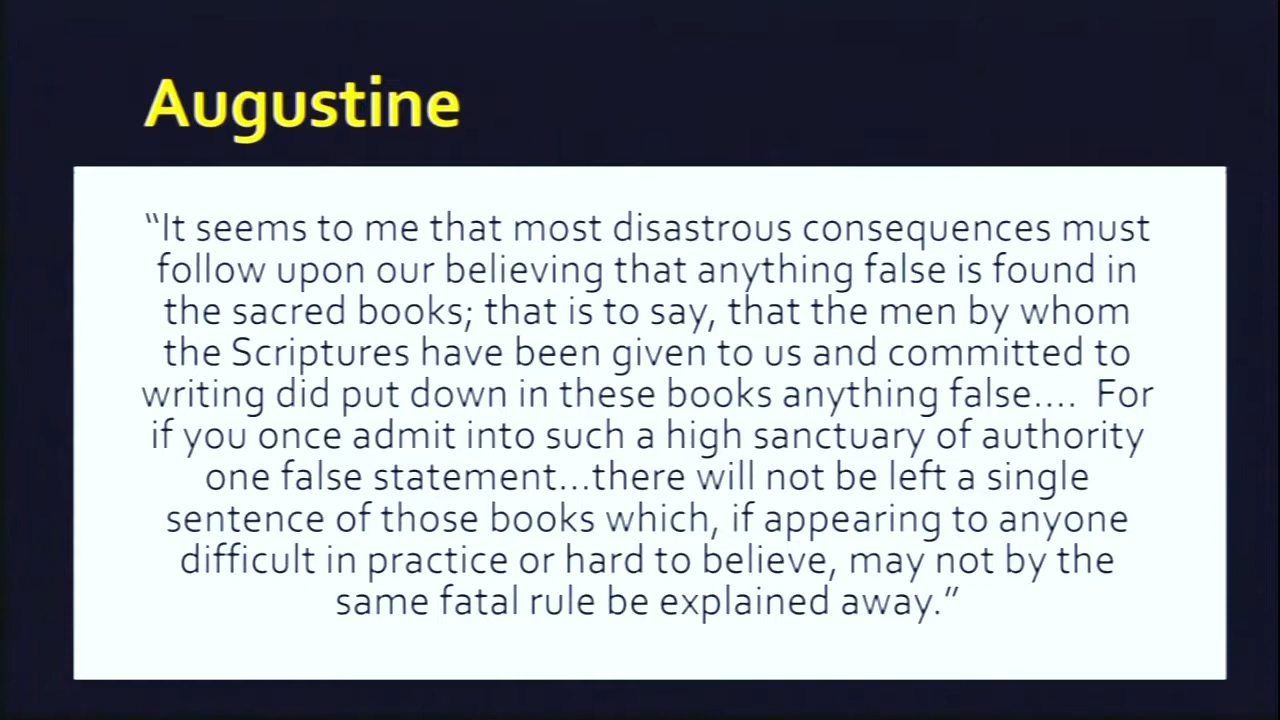 Augustine
“It seems to me that most disastrous consequences must
follow upon our believing that anything false is found in
the sacred books; that is to say, that the men by whom
the Scriptures have been given to us and committed to
writing did put down in these books anything false.... For
if you once admit into such a high sanctuary of authority
one false statement...there will not be left a single
sentence of those books which, if appearing to anyone
difficult in practice or hard to believe, may not by the
same fatal rule be explained away.”